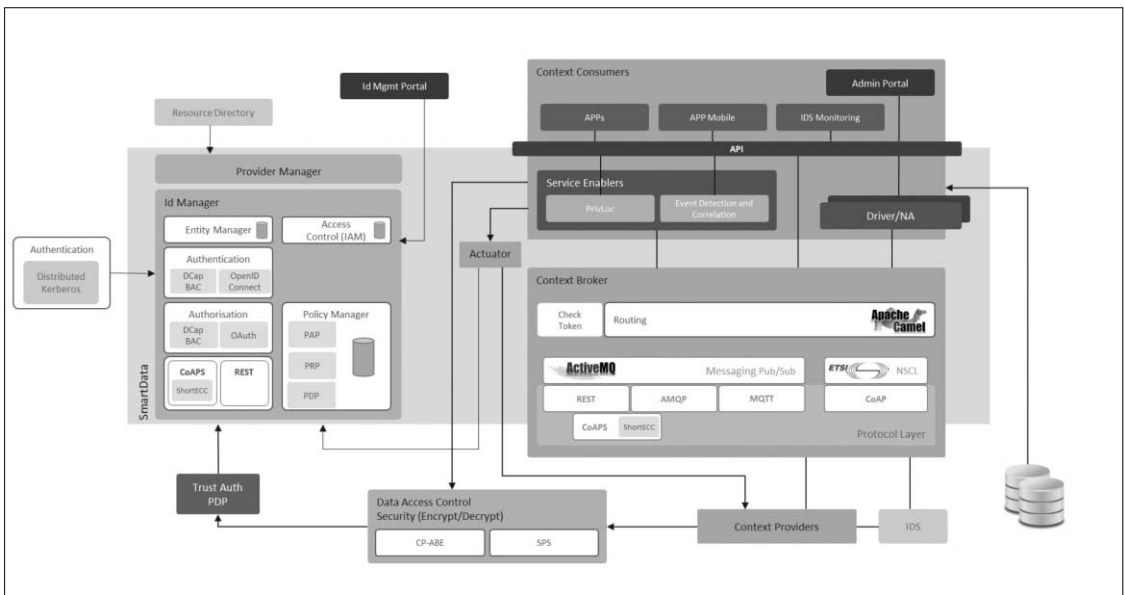 Context Consumers
Id Mgmt Portal
Admin Portal
Resource Directory
APPs
APP Mobile
IDS Monitoring
API
Provider Manager
Service Enablers
PrivLoc
Event Detection and
Correlation
Driver/NA
Id Manager
Entity Manager
Access
Control (IAM)
Authentication
Distributed
Kerberos
Authentication
DCap
BAC
OpenID
Connect
Actuator
Authorisation
DCap
BAC
OAuth
Policy Manager
PAP
PRP
PDP
CoAPS
ShortECC
REST
SmartData
Context Broker
Check
Token
Routing
Apache
Camel
ActiveMQ
Messaging Pub/Sub
ETSI
NSCL
REST
AMQP
MQTT
CoAP
CoAPS
ShortECC
Protocol Layer
Trust Auth
PDP
Data Access Control
Security (Encrypt/Decrypt)
CP-ABE
SPS
Context Providers
IDS